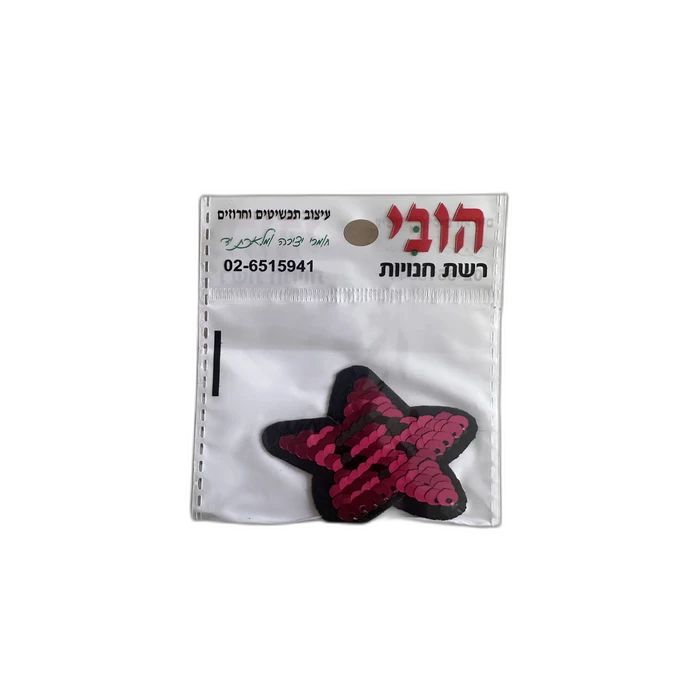 הובי
רשת חנויות
עיצוב תכשיטים וחרוזים
חומרי יצירה ומלאכת יד
02-6515941